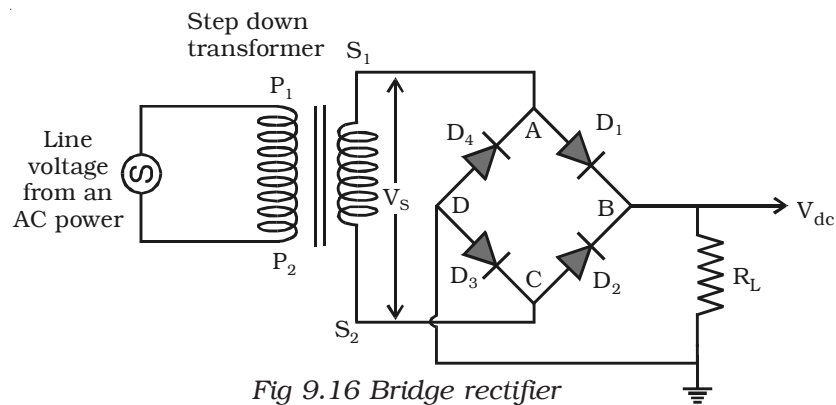 Step down
transformer
S1
P1
Line
voltage
from an
AC power
S
P2
VS
S2
A
D4
D1
D
B
D3
C
D2
Vdc
RL
Fig 9.16 Bridge rectifier